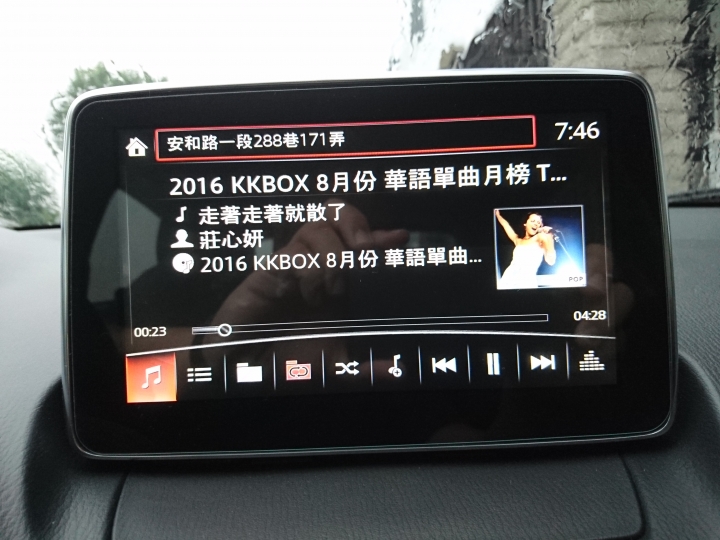 安和路一段288巷171弄
7:46
2016 KKBOX 8月份 華語單曲月榜 T...
走著走著就散了
莊心妍
2016 KKBOX 8月份 華語單曲...
POP
00:23
04:28